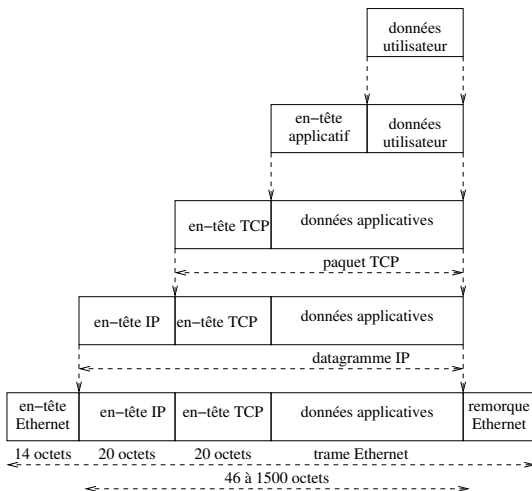 données
utilisateur
en−tête
applicatif
données
utilisateur
en−tête TCP
données applicatives
paquet TCP
en−tête IP
en−tête TCP
données applicatives
datagramme IP
en−tête
Ethernet
en−tête IP
en−tête TCP
données applicatives
remorque
Ethernet
14 octets
20 octets
20 octets
trame Ethernet
46 à 1500 octets